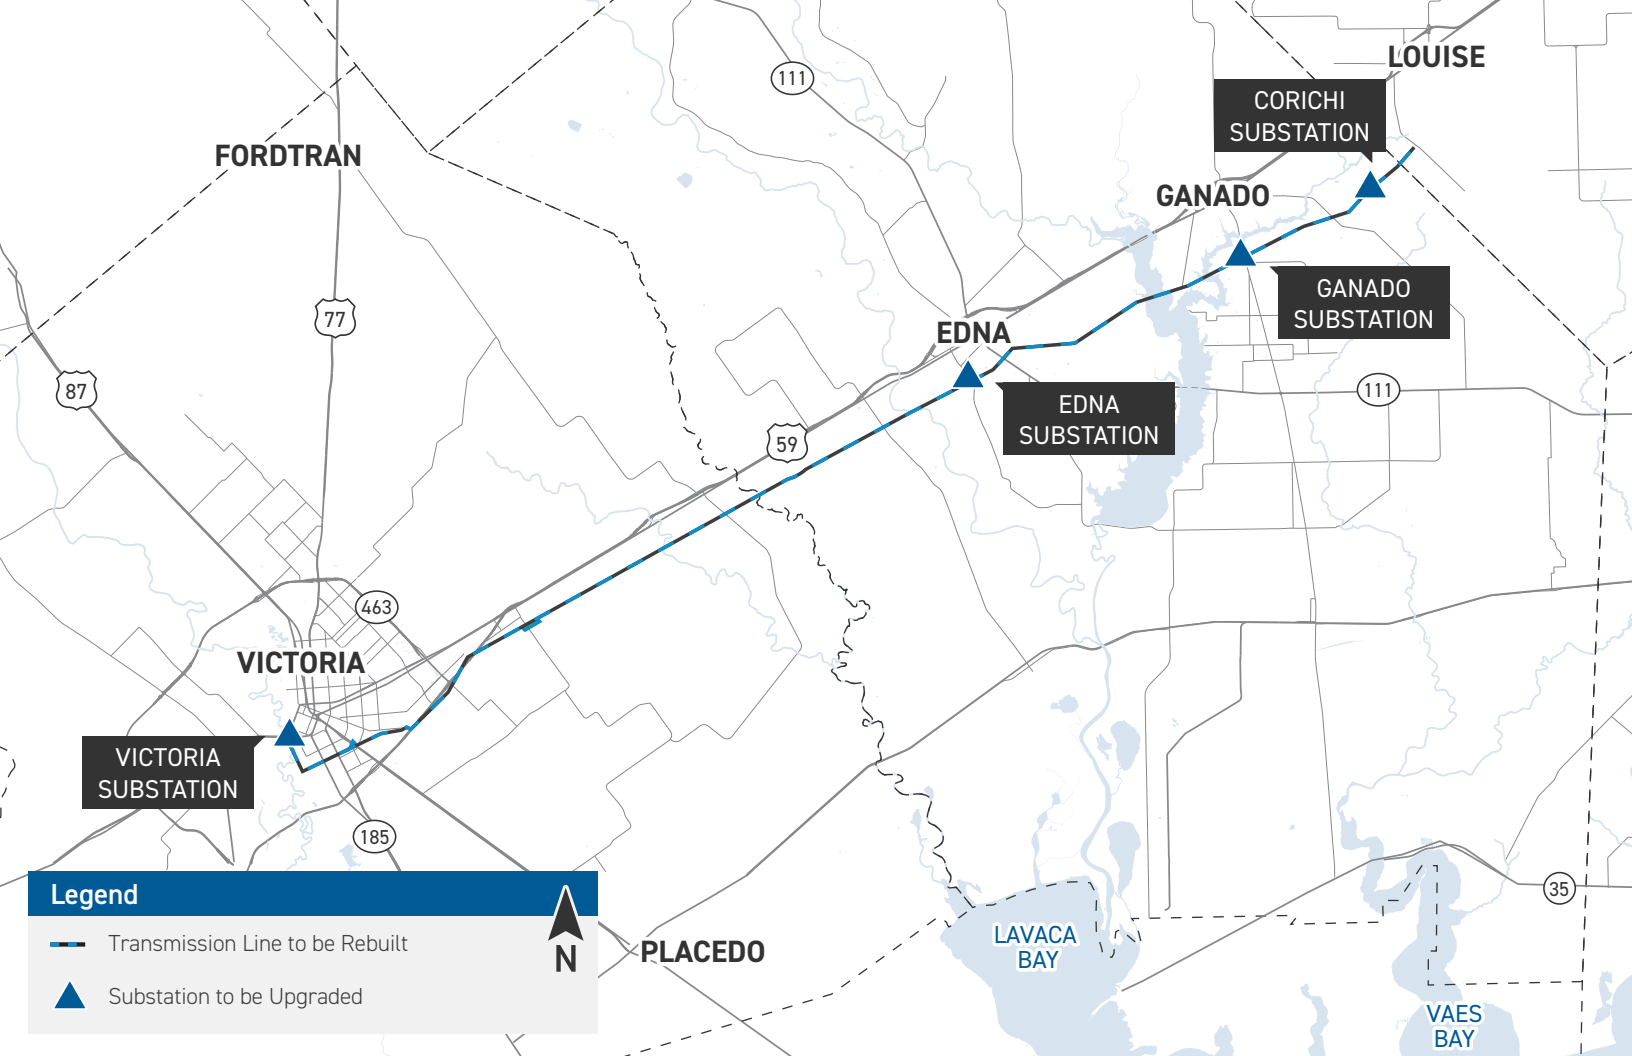 LOUISE
111
CORICHI
SUBSTATION
FORDTRAN
GANADO
GANADO
SUBSTATION
77
EDNA
87
111
EDNA
SUBSTATION
59
463
VICTORIA
VICTORIA
SUBSTATION
185
35
Legend
Transmission Line to be Rebuilt
Substation to be Upgraded
N
PLACEDO
LAVACA
BAY
VAES
BAY